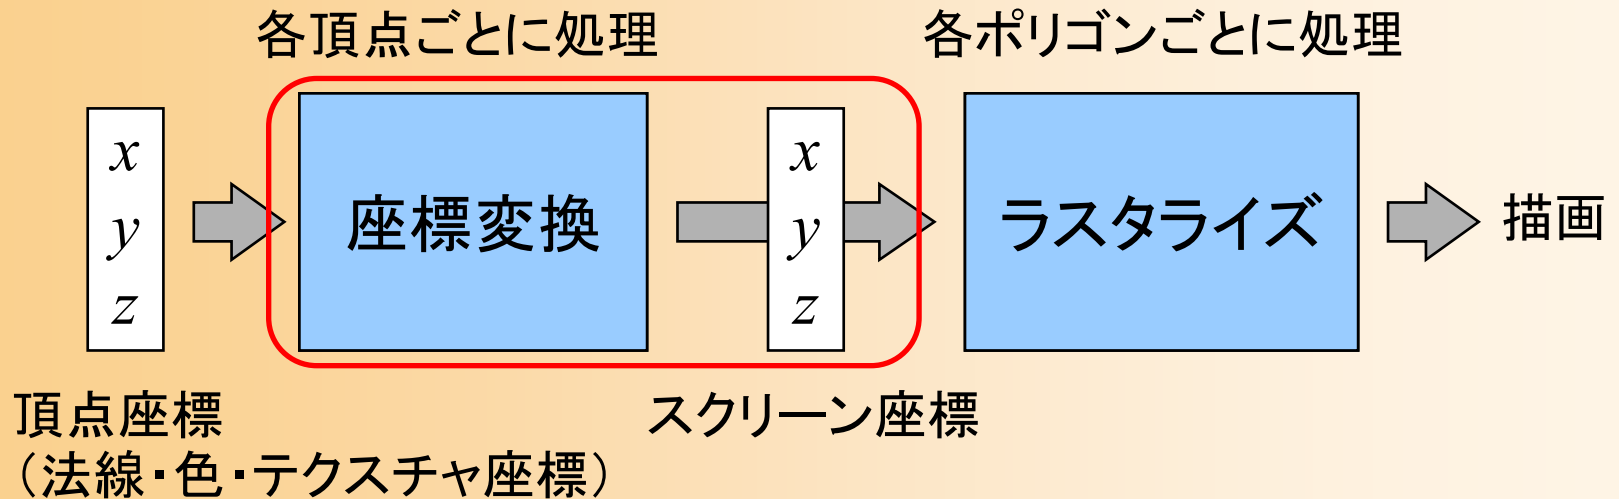 各頂点ごとに処理
各ポリゴンごとに処理
x
y
z
座標変換
x
y
z
ラスタライズ
描画
頂点座標
（法線・色・テクスチャ座標）
スクリーン座標